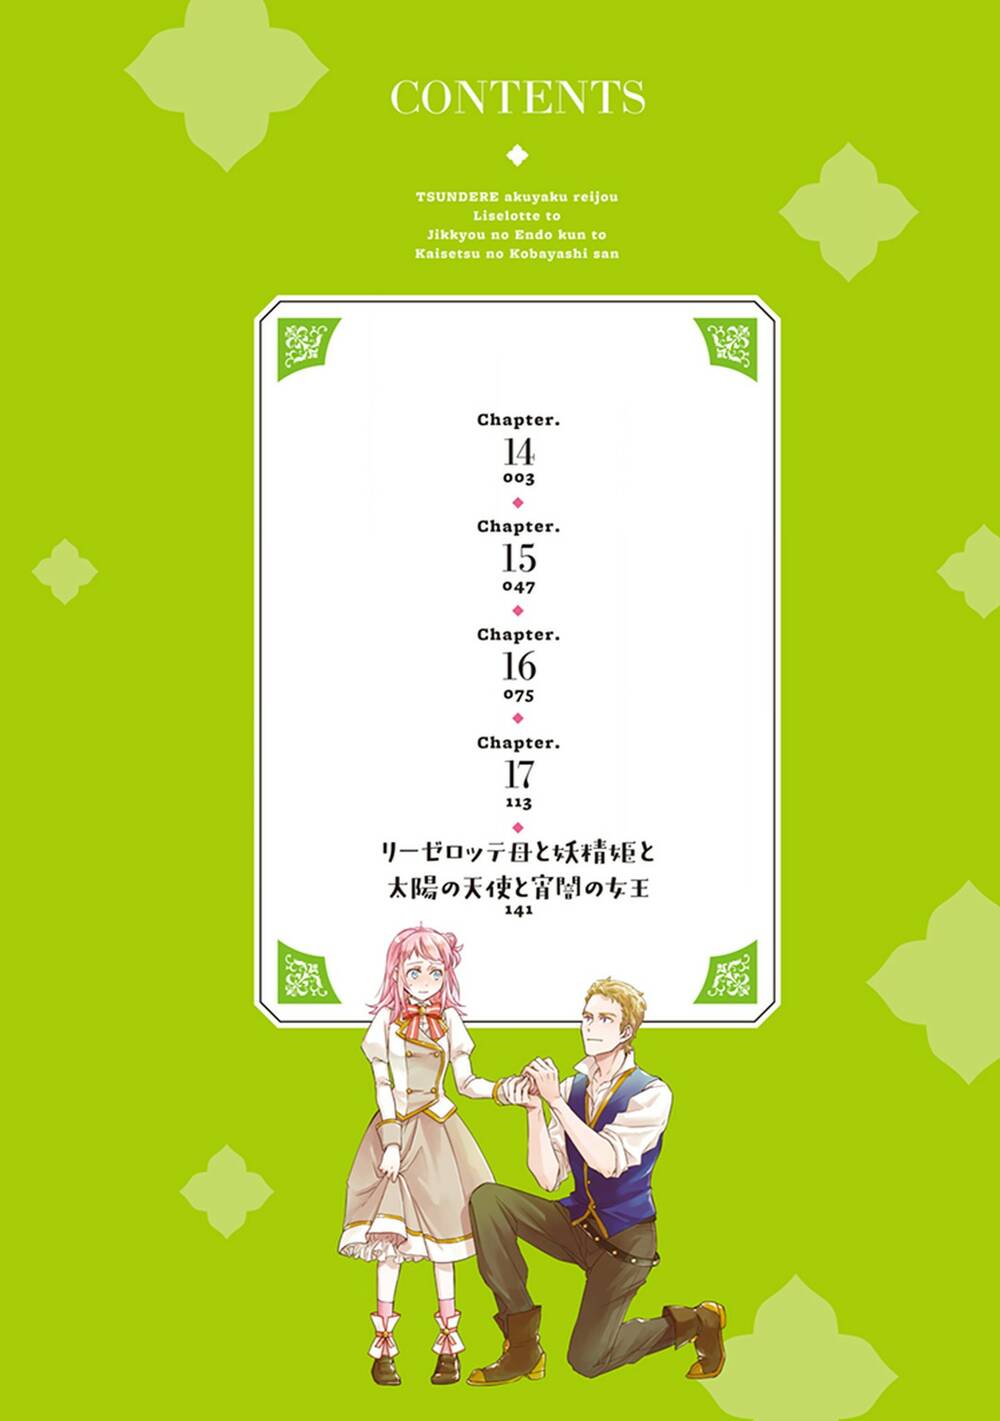 CONTENTS
TSUNDERE akuyaku reijou
Liselotte to
Jikkyou no Endo kun to
Kaisetsu no Kobayashi san
Chapter.
14
003
Chapter.
15
047
Chapter.
16
075
Chapter.
17
113
リーゼロッテ母と妖精姫と
太陽の天使と宵闇の女王
141